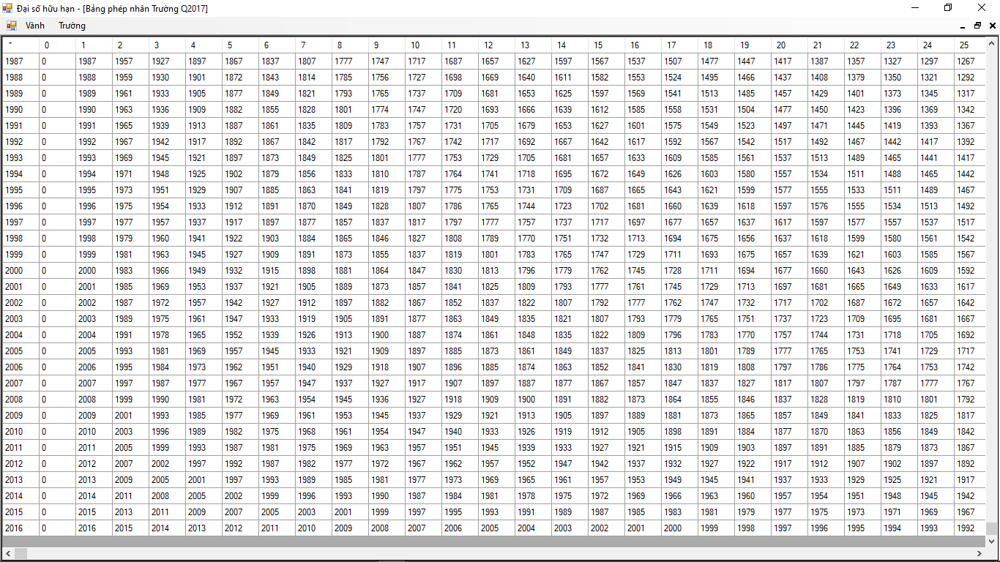 Đại số hữu hạn - [Bảng phép nhân Trường Q2017]
Vành Trường
* 0 1 2 3 4 5 6 7 8 9 10 11 12 13 14 15 16 17 18 19 20 21 22 23 24 25
1987 0 1987 1957 1927 1897 1867 1837 1807 1777 1747 1717 1687 1657 1627 1597 1567 1537 1507 1477 1447 1417 1387 1357 1327 1297 1267
1988 0 1988 1959 1930 1901 1872 1843 1814 1785 1756 1727 1698 1669 1640 1611 1582 1553 1524 1495 1466 1437 1408 1379 1350 1321 1292
1989 0 1989 1961 1933 1905 1877 1849 1821 1793 1765 1737 1709 1681 1653 1625 1597 1569 1541 1513 1485 1457 1429 1401 1373 1345 1317
1990 0 1990 1963 1936 1909 1882 1855 1828 1801 1774 1747 1720 1693 1666 1639 1612 1585 1558 1531 1504 1477 1450 1423 1396 1369 1342
1991 0 1991 1965 1939 1913 1887 1861 1835 1809 1783 1757 1731 1705 1679 1653 1627 1601 1575 1549 1523 1497 1471 1445 1419 1393 1367
1992 0 1992 1967 1942 1917 1892 1867 1842 1817 1792 1767 1742 1717 1692 1667 1642 1617 1592 1567 1542 1517 1492 1467 1442 1417 1392
1993 0 1993 1969 1945 1921 1897 1873 1849 1825 1801 1777 1753 1729 1705 1681 1657 1633 1609 1585 1561 1537 1513 1489 1465 1441 1417
1994 0 1994 1971 1948 1925 1902 1879 1856 1833 1810 1787 1764 1741 1718 1695 1672 1649 1626 1603 1580 1557 1534 1511 1488 1465 1442
1995 0 1995 1973 1951 1929 1907 1885 1863 1841 1819 1797 1775 1753 1731 1709 1687 1665 1643 1621 1599 1577 1555 1533 1511 1489 1467
1996 0 1996 1975 1954 1933 1912 1891 1870 1849 1828 1807 1786 1765 1744 1723 1702 1681 1660 1639 1618 1597 1576 1555 1534 1513 1492
1997 0 1997 1977 1957 1937 1917 1897 1877 1857 1837 1817 1797 1777 1757 1737 1717 1697 1677 1657 1637 1617 1597 1577 1557 1537 1517
1998 0 1998 1979 1960 1941 1922 1903 1884 1865 1846 1827 1808 1789 1770 1751 1732 1713 1694 1675 1656 1637 1618 1599 1580 1561 1542
1999 0 1999 1981 1963 1945 1927 1909 1891 1873 1855 1837 1819 1801 1783 1765 1747 1729 1711 1693 1675 1657 1639 1621 1603 1585 1567
2000 0 2000 1983 1966 1949 1932 1915 1898 1881 1864 1847 1830 1813 1796 1779 1762 1745 1728 1711 1694 1677 1660 1643 1626 1609 1592
2001 0 2001 1985 1969 1953 1937 1921 1905 1889 1873 1857 1841 1825 1809 1793 1777 1761 1745 1729 1713 1697 1681 1665 1649 1633 1617
2002 0 2002 1987 1972 1957 1942 1927 1912 1897 1882 1867 1852 1837 1822 1807 1792 1777 1762 1747 1732 1717 1702 1687 1672 1657 1642
2003 0 2003 1989 1975 1961 1947 1933 1919 1905 1891 1877 1863 1849 1835 1821 1807 1793 1779 1765 1751 1737 1723 1709 1695 1681 1667
2004 0 2004 1991 1978 1965 1952 1939 1926 1913 1900 1887 1874 1861 1848 1835 1822 1809 1796 1783 1770 1757 1744 1731 1718 1705 1692
2005 0 2005 1993 1981 1969 1957 1945 1933 1921 1909 1897 1885 1873 1861 1849 1837 1825 1813 1801 1789 1777 1765 1753 1741 1729 1717
2006 0 2006 1995 1984 1973 1962 1951 1940 1929 1918 1907 1896 1885 1874 1863 1852 1841 1830 1819 1808 1797 1786 1775 1764 1753 1742
2007 0 2007 1997 1987 1977 1967 1957 1947 1937 1927 1917 1907 1897 1887 1877 1867 1857 1847 1837 1827 1817 1807 1797 1787 1777 1767
2008 0 2008 1999 1990 1981 1972 1963 1954 1945 1936 1927 1918 1909 1900 1891 1882 1873 1864 1855 1846 1837 1828 1819 1810 1801 1792
2009 0 2009 2001 1993 1985 1977 1969 1961 1953 1945 1937 1929 1921 1913 1905 1897 1889 1881 1873 1865 1857 1849 1841 1833 1825 1817
2010 0 2010 2003 1996 1989 1982 1975 1968 1961 1954 1947 1940 1933 1926 1919 1912 1905 1898 1891 1884 1877 1870 1863 1856 1849 1842
2011 0 2011 2005 1999 1993 1987 1981 1975 1969 1963 1957 1951 1945 1939 1933 1927 1921 1915 1909 1903 1897 1891 1885 1879 1873 1867
2012 0 2012 2007 2002 1997 1992 1987 1982 1977 1972 1967 1962 1957 1952 1947 1942 1937 1932 1927 1922 1917 1912 1907 1902 1897 1892
2013 0 2013 2009 2005 2001 1997 1993 1989 1985 1981 1977 1973 1969 1965 1961 1957 1953 1949 1945 1941 1937 1933 1929 1925 1921 1917
2014 0 2014 2011 2008 2005 2002 1999 1996 1993 1990 1987 1984 1981 1978 1975 1972 1969 1966 1963 1960 1957 1954 1951 1948 1945 1942
2015 0 2015 2013 2011 2009 2007 2005 2003 2001 1999 1997 1995 1993 1991 1989 1987 1985 1983 1981 1979 1977 1975 1973 1971 1969 1967
2016 0 2016 2015 2014 2013 2012 2011 2010 2009 2008 2007 2006 2005 2004 2003 2002 2001 2000 1999 1998 1997 1996 1995 1994 1993 1992